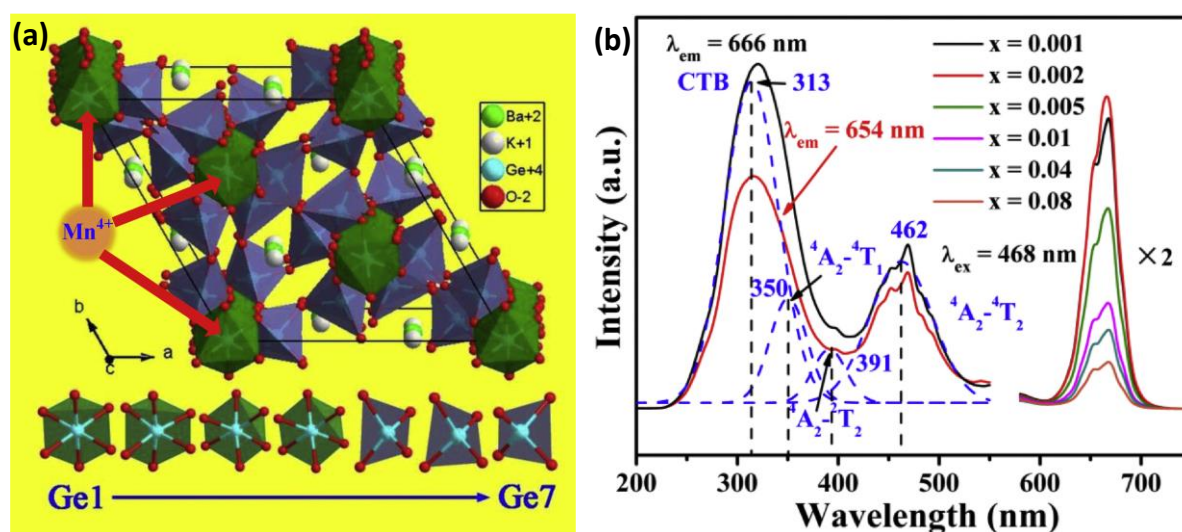 (a)
Ba+2
K+1
Ge+4
O-2
Mn4+
b
a
c
Ge1
Ge7
(b)
λem = 666 nm
CTB
313
λem = 654 nm
x = 0.001
x = 0.002
x = 0.005
x = 0.01
x = 0.04
x = 0.08
462
λex = 468 nm
×2
4A2-4T1
350
4A2-4T2
391
4A2-2T2
Intensity (a.u.)
200 300 400 500 600 700
Wavelength (nm)